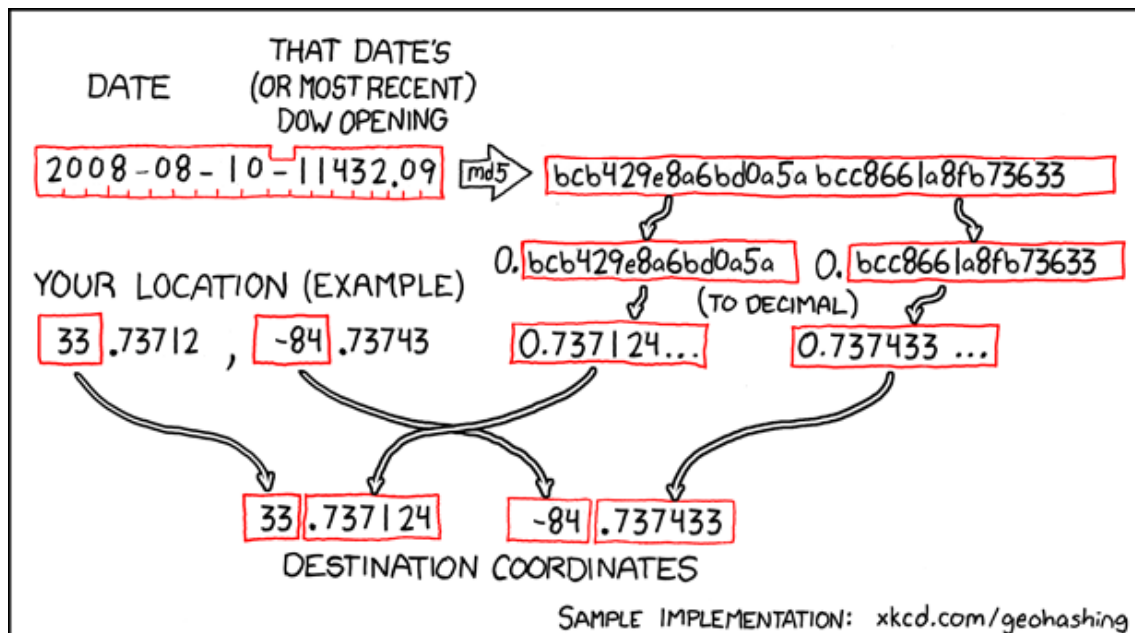 DATE
THAT DATE'S
(OR MOST RECENT)
DOW OPENING
2008-08-10-11432.09
md5
bcb429e8a6bd0a5a bcc8661a8fb73633
0.bcb429e8a6bd0a5a
0.bcc8661a8fb73633
(TO DECIMAL)
0.737124...
0.737433 ...
YOUR LOCATION (EXAMPLE)
33.73712 , -84.73743
33.737124
-84.737433
DESTINATION COORDINATES
SAMPLE IMPLEMENTATION: xkcd.com/geohashing